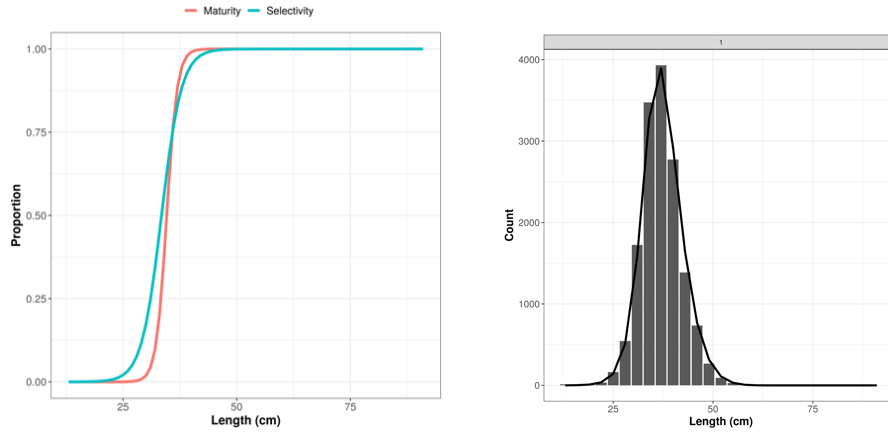 Maturity Selectivity
1.00
0.75
0.50
0.25
0.00
Proportion
25 50 75
Length (cm)
1
4000
3000
2000
1000
0
Count
25 50 75
Length (cm)